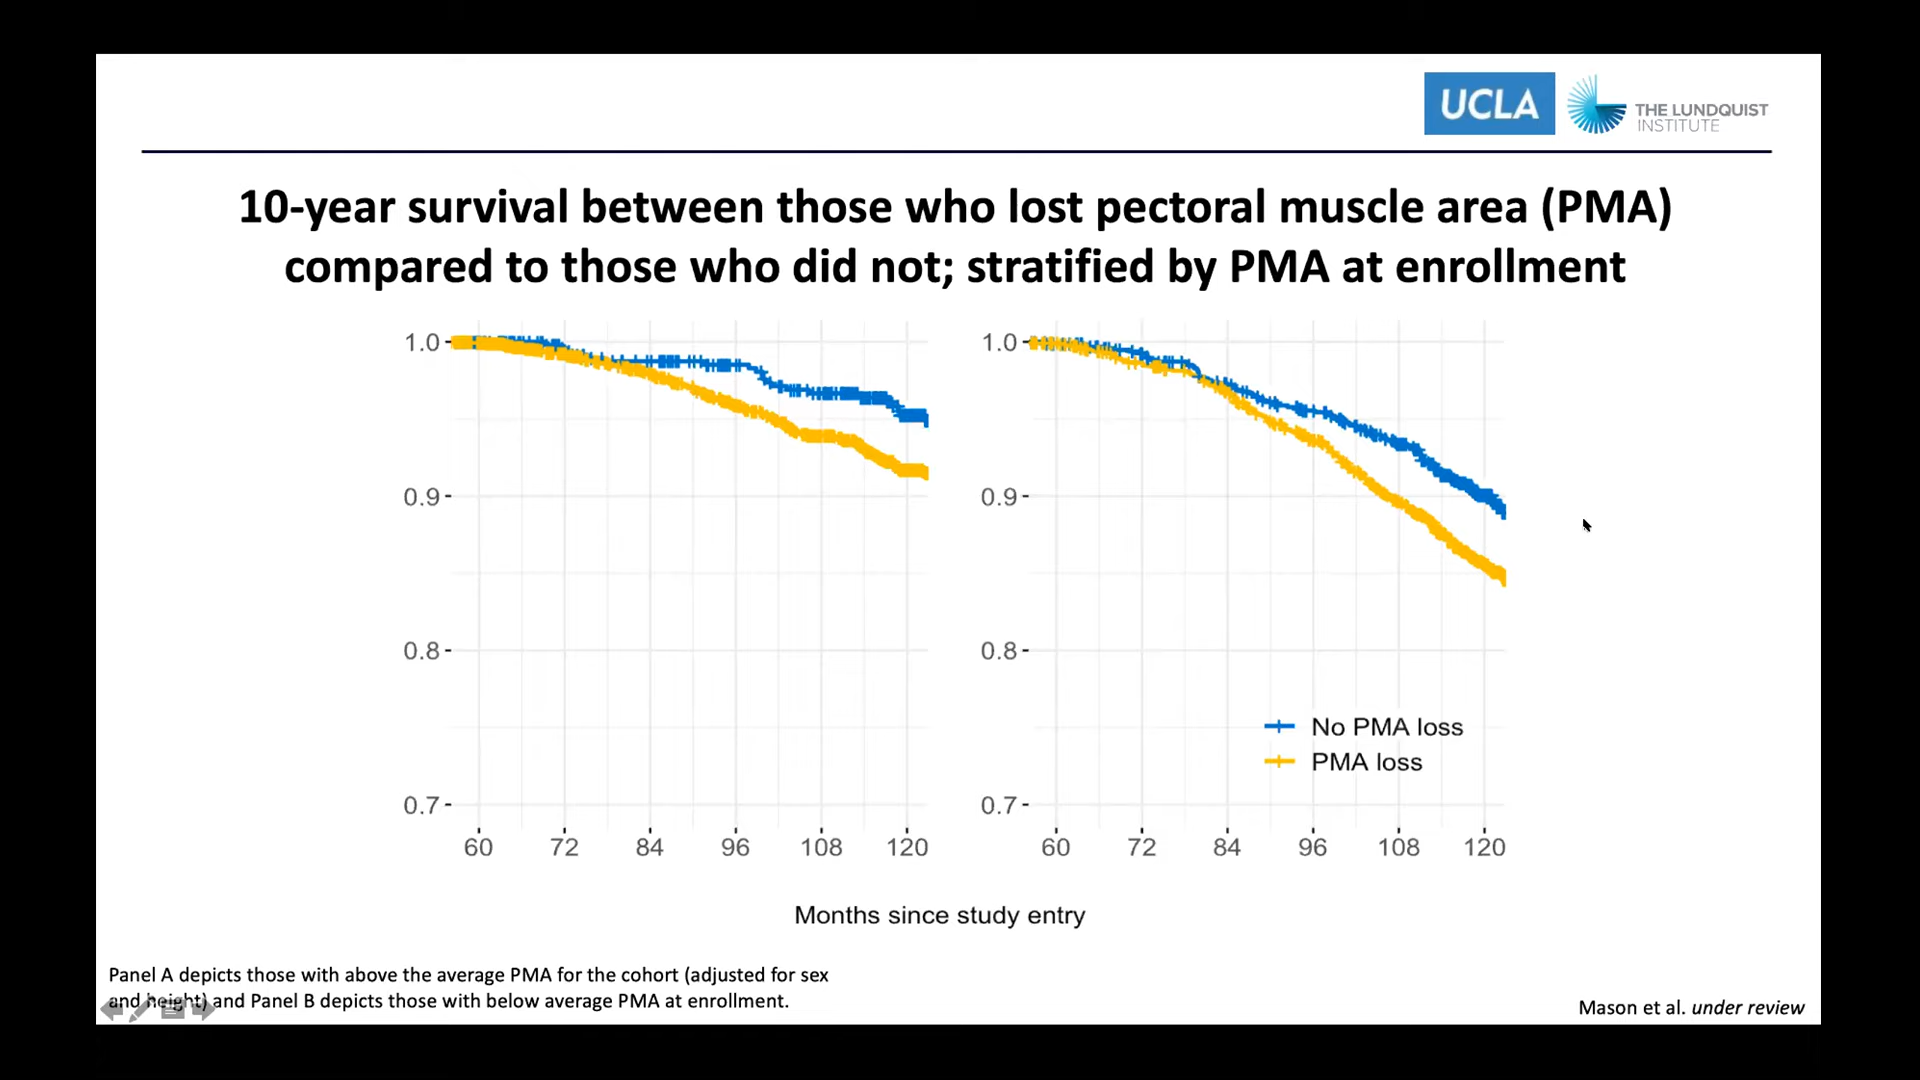 UCLA
THE LUNDQUIST
INSTITUTE
10-year survival between those who lost pectoral muscle area (PMA)
compared to those who did not; stratified by PMA at enrollment
1.0
0.9
0.8
0.7
60 72 84 96 108 120
1.0
0.9
0.8
0.7
No PMA loss
PMA loss
60 72 84 96 108 120
Months since study entry
Panel A depicts those with above the average PMA for the cohort (adjusted for sex
and height) and Panel B depicts those with below average PMA at enrollment.
Mason et al. under review